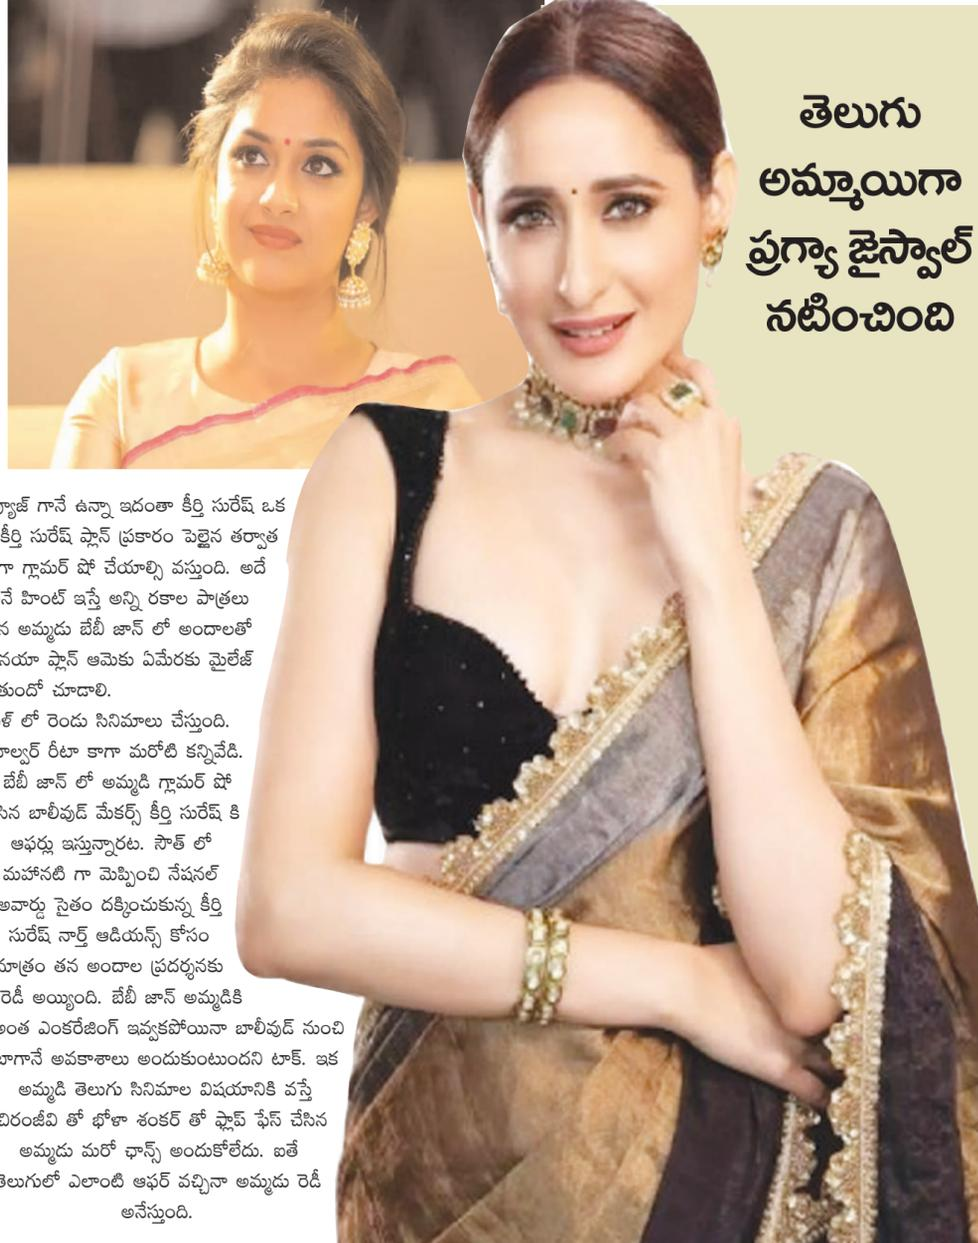 తెలుగు
అమ్మాయిగా
ప్రగ్యా జైస్వాల్
నటించింది
గానే ఉన్నా ఇదంతా కీర్తి సురేష్ ఒక
కీర్తి సురేష్ ప్లాన్ ప్రకారం పెళ్లైన తర్వాత
గా గ్లామర్ షో చేయాల్సి వస్తుంది. అదే
నే హింట్ ఇస్తే అన్ని రకాల పాత్రలు
న అమ్మడు బేబీ జాన్ లో అందాలతో
నయా ప్లాన్ ఆమెకు ఏమేరకు మైలేజ్
తుందో చూడాలి.
లో రెండు సినిమాలు చేస్తుంది.
రీటా కాగా మరోటి కన్నివేడి.
బేబీ జాన్ లో అమ్మడి గ్లామర్ షో
సిన బాలీవుడ్ మేకర్స్ కీర్తి సురేష్ కి
ఆఫర్లు ఇస్తున్నారట. సౌత్ లో
మహానటి గా మెప్పించి నేషనల్
అవార్డు సైతం దక్కించుకున్న కీర్తి
సురేష్ నార్త్ ఆడియన్స్ కోసం
మాత్రం తన అందాల ప్రదర్శనకు
రెడీ అయ్యింది. బేబీ జాన్ అమ్మడికి
అంత ఎంకరేజింగ్ ఇవ్వకపోయినా బాలీవుడ్ నుంచి
బాగానే అవకాశాలు అందుకుంటుందని టాక్. ఇక
అమ్మడి తెలుగు సినిమాల విషయానికి వస్తే
చిరంజీవి తో భోళా శంకర్ తో ఫ్లాప్ ఫేస్ చేసిన
అమ్మడు మరో ఛాన్స్ అందుకోలేదు. ఐతే
తెలుగులో ఎలాంటి ఆఫర్ వచ్చినా అమ్మడు రెడీ
అనేస్తుంది.